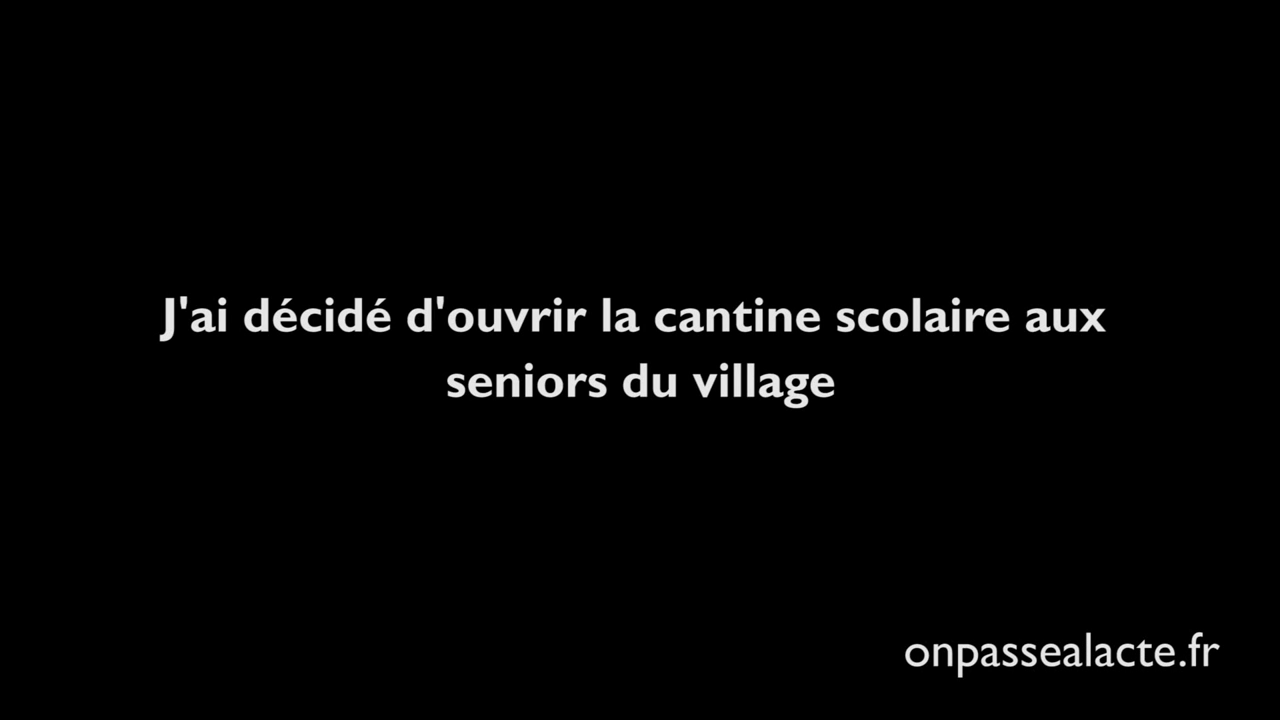 J'ai décidé d'ouvrir la cantine scolaire aux
seniors du village
onpassealacte.fr